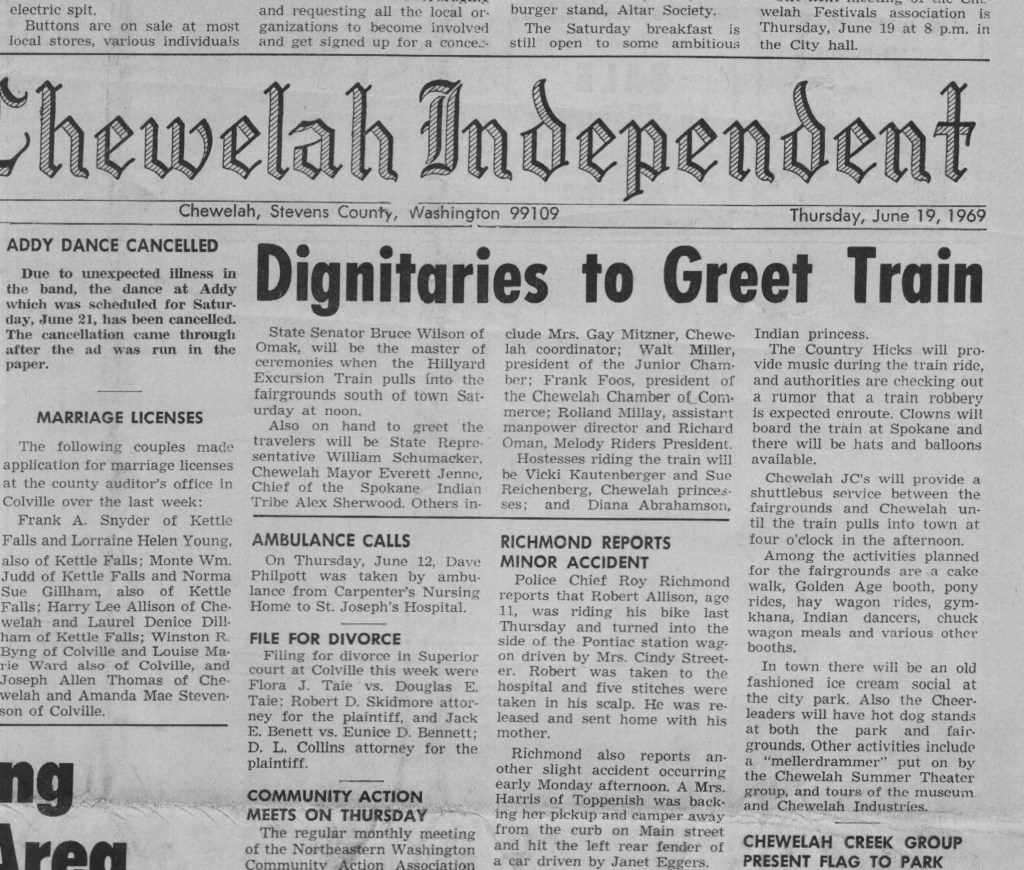 electric spit.
Buttons are on sale at most
local stores, various individuals
and requesting all the local or-
ganizations to become involved
and get signed up for a conces-
burger stand, Altar Society.
The Saturday breakfast is
still open to some ambitious
welah Festivals association is
Thursday, June 19 at 8 p.m. in
the City hall.
Chewelah Independent
Chewelah, Stevens County, Washington 99109
Thursday, June 19, 1969
ADDY DANCE CANCELLED
Due to unexpected illness in
the band, the dance at Addy
which was scheduled for Satur-
day, June 21, has been cancelled.
The cancellation came through
after the ad was run in the
paper.
MARRIAGE LICENSES
The following couples made
application for marriage licenses
at the county auditor's office in
Colville over the last week:
Frank A. Snyder of Kettle
Falls and Lorraine Helen Young,
also of Kettle Falls; Monte Wm.
Judd of Kettle Falls and Norma
Sue Gillham, also of Kettle
Falls; Harry Lee Allison of Che-
welah and Laurel Denice Dill-
ham of Kettle Falls; Winston R.
Byng of Colville and Louise Ma-
rie Ward also of Colville, and
Joseph Allen Thomas of Che-
welah and Amanda Mae Steven-
son of Colville.
ng
Area
Dignitaries to Greet Train
State Senator Bruce Wilson of
Omak, will be the master of
ceremonies when the Hillyard
Excursion Train pulls into the
fairgrounds south of town Sat-
urday at noon.
Also on hand to greet the
travelers will be State Repre-
sentative William Schumacker,
Chewelah Mayor Everett Jenne,
Chief of the Spokane Indian
Tribe Alex Sherwood. Others in-
clude Mrs. Gay Mitzner, Chewe-
lah coordinator; Walt Miller,
president of the Junior Cham-
ber; Frank Foos, president of
the Chewelah Chamber of Com-
merce; Rolland Millay, assistant
manpower director and Richard
Oman, Melody Riders President.
Hostesses riding the train will
be Vicki Kautenberger and Sue
Reichenberg, Chewelah princes-
ses; and Diana Abrahamson,
Indian princess.
The Country Hicks will pro-
vide music during the train ride,
and authorities are checking out
a rumor that a train robbery
is expected enroute. Clowns will
board the train at Spokane and
there will be hats and balloons
available.
Chewelah JC's will provide a
shuttlebus service between the
fairgrounds and Chewelah un-
til the train pulls into town at
four o'clock in the afternoon.
Among the activities planned
for the fairgrounds are a cake
walk, Golden Age booth, pony
rides, hay wagon rides, gym-
khana, Indian dancers, chuck
wagon meals and various other
booths.
In town there will be an old
fashioned ice cream social at
the city park. Also the Cheer-
leaders will have hot dog stands
at both the park and fair-
grounds. Other activities include
a "mellerdrammer" put on by
the Chewelah Summer Theater
group, and tours of the museum
and Chewelah Industries.
AMBULANCE CALLS
On Thursday, June 12, Dave
Philpott was taken by ambu-
lance from Carpenter's Nursing
Home to St. Joseph's Hospital.
FILE FOR DIVORCE
Filing for divorce in Superior
court at Colville this week were
Flora J. Taie vs. Douglas E.
Taie; Robert D. Skidmore attor-
ney for the plaintiff, and Jack
E. Benett vs. Eunice D. Bennett;
D. L. Collins attorney for the
plaintiff.
COMMUNITY ACTION
MEETS ON THURSDAY
The regular monthly meeting
of the Northeastern Washington
Community Action Association
RICHMOND REPORTS
MINOR ACCIDENT
Police Chief Roy Richmond
reports that Robert Allison, age
11, was riding his bike last
Thursday and turned into the
side of the Pontiac station wag-
on driven by Mrs. Cindy Street-
er. Robert was taken to the
hospital and five stitches were
taken in his scalp. He was re-
leased and sent home with his
mother.
Richmond also reports an-
other slight accident occurring
early Monday afternoon. A Mrs.
Harris of Toppenish was back-
ing her pickup and camper away
from the curb on Main street
and hit the left rear fender of
a car driven by Janet Eggers.
CHEWELAH CREEK GROUP
PRESENT FLAG TO PARK